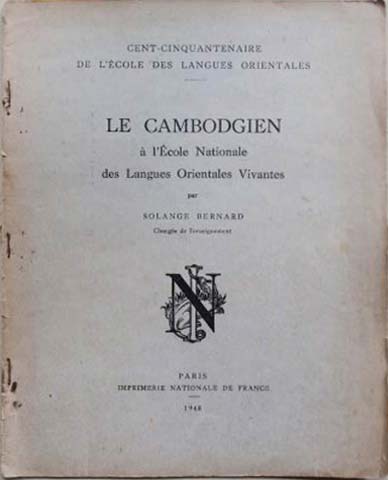 CENT-CINQUANTENAIRE
DE L'ÉCOLE DES LANGUES ORIENTALES
LE CAMBODGIEN
à l'École Nationale
des Langues Orientales Vivantes
par
SOLANGE BERNARD
Chargée de l'enseignement
IN
PARIS
IMPRIMERIE NATIONALE DE FRANCE
1948